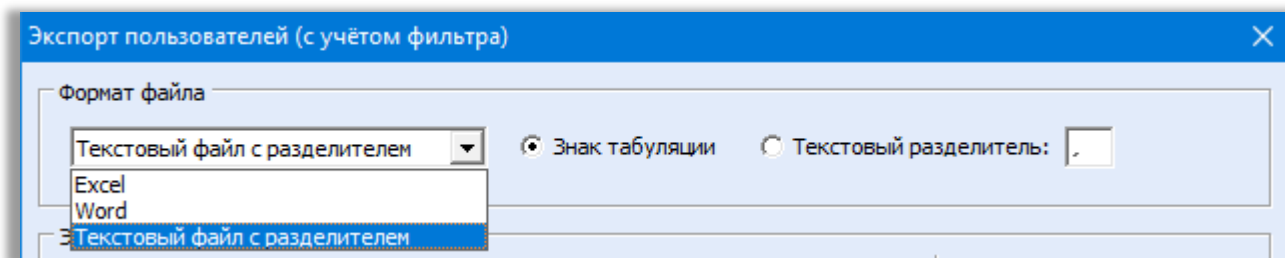 Экспорт пользователей (с учётом фильтра)
Формат файла
Текстовый файл с разделителем Знак табуляции Текстовый разделитель: ,
Excel
Word
Текстовый файл с разделителем